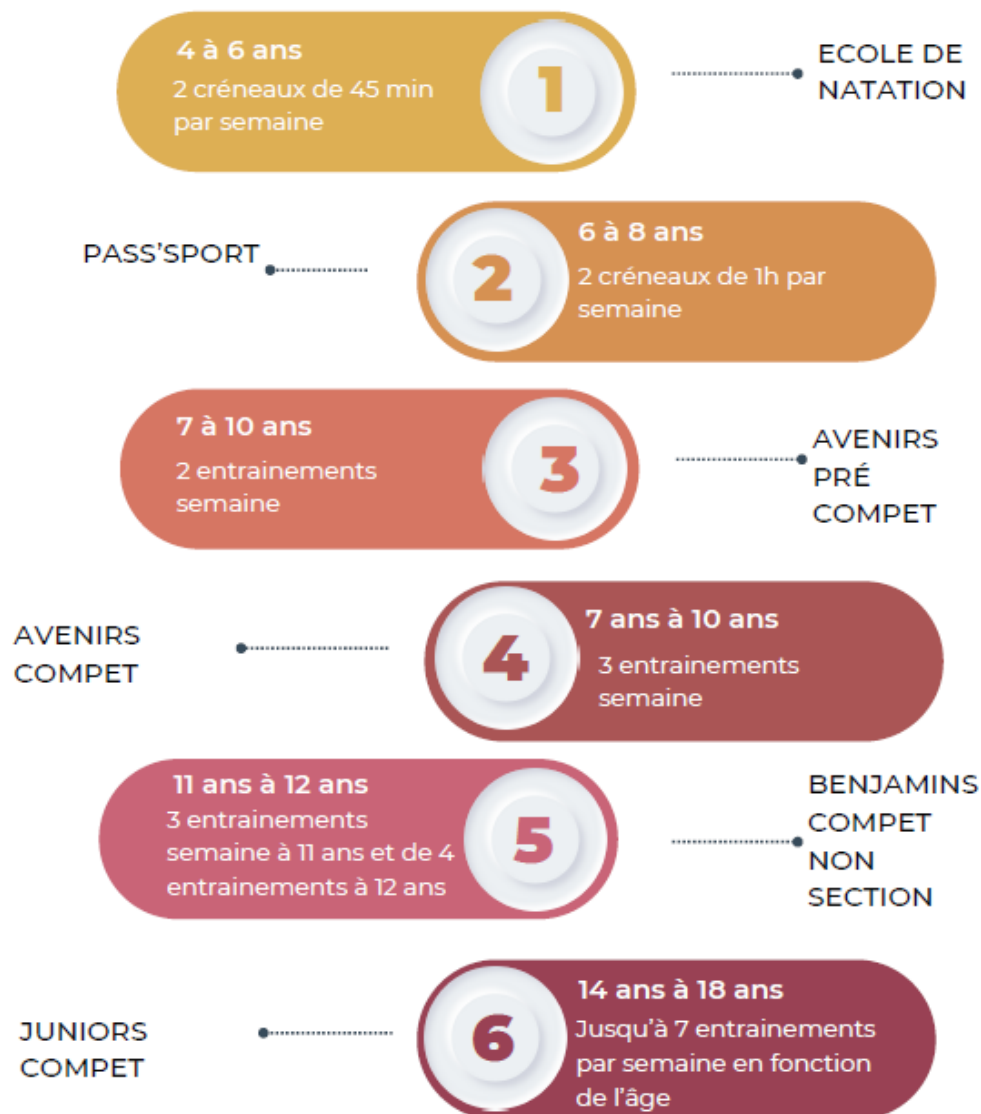 4 à 6 ans
2 créneaux de 45 min
par semaine
1
ECOLE DE
NATATION
PASS’SPORT
2
6 à 8 ans
2 créneaux de 1h par
semaine
7 à 10 ans
2 entrainements
semaine
3
AVENIRS
PRÉ
COMPET
AVENIRS
COMPET
4
7 ans à 10 ans
3 entrainements
semaine
11 ans à 12 ans
3 entrainements
semaine à 11 ans et de 4
entrainements à 12 ans
5
BENJAMINS
COMPET
NON
SECTION
JUNIORS
COMPET
6
14 ans à 18 ans
Jusqu’à 7 entrainements
par semaine en fonction
de l’âge